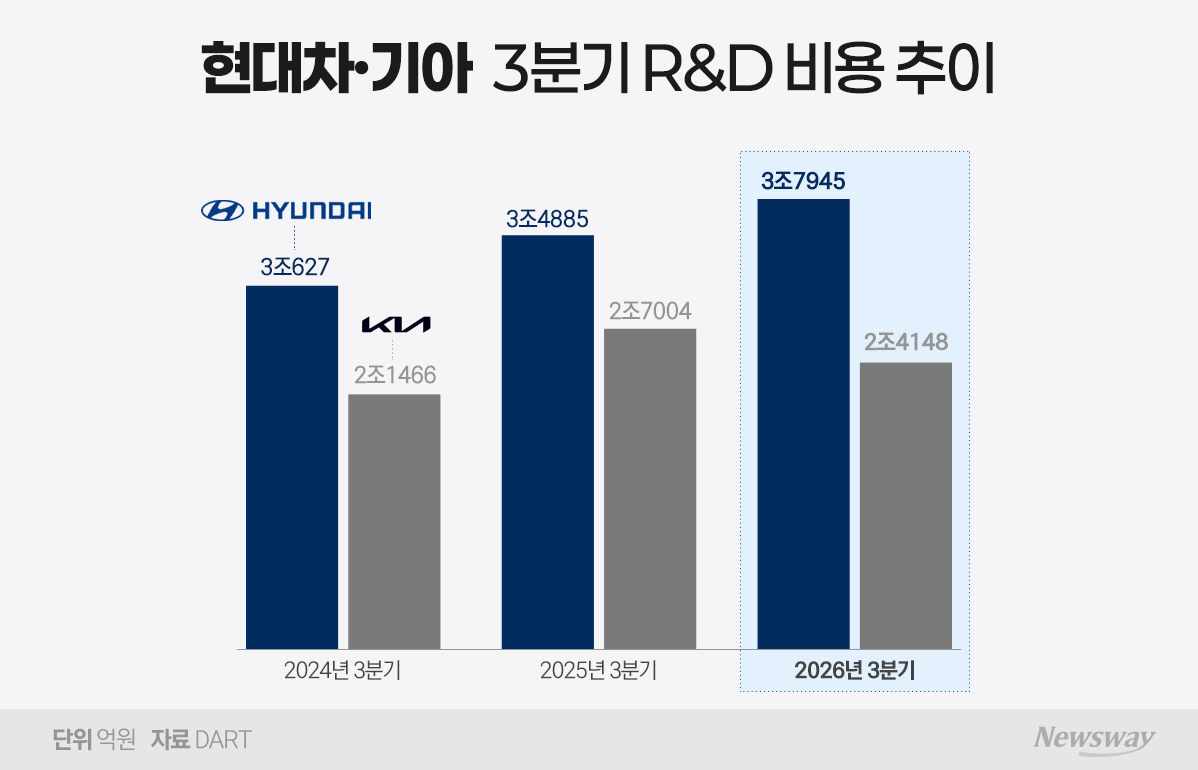 현대차·기아 3분기 R&D 비용 추이
HYUNDAI
3조627
KIA
2조1466
3조4885
2조7004
3조7945
2조4148
2024년 3분기
2025년 3분기
2026년 3분기
단위 억원 자료 DART
Newsway